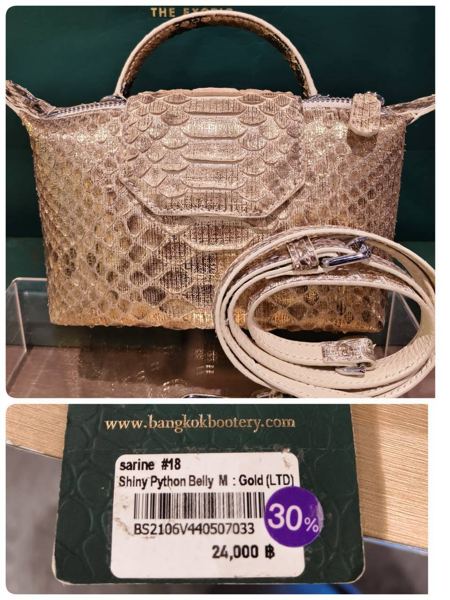 THE EXOTIC
www.bangkokbootery.com
sarine #18
Shiny Python Belly M : Gold (LTD)
BS2106V440507033
30%
24,000 ฿